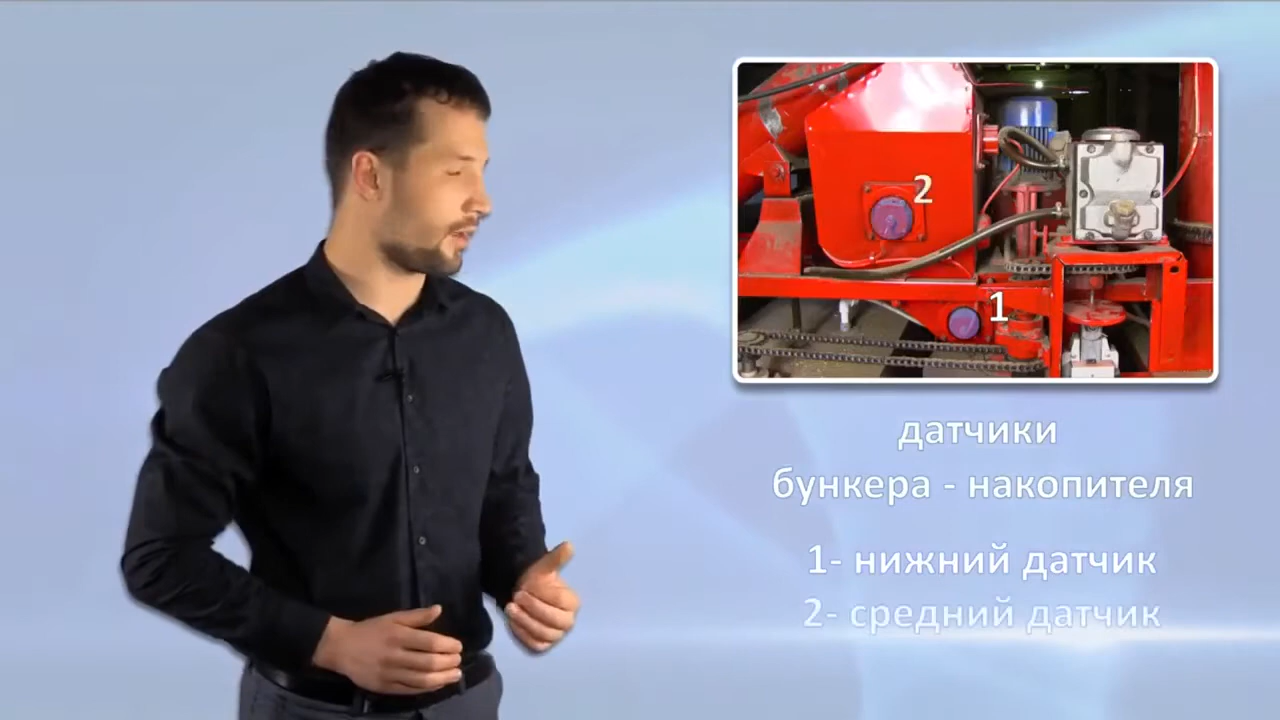 2
1
датчики
бункера - накопителя
1- нижний датчик
2- средний датчик